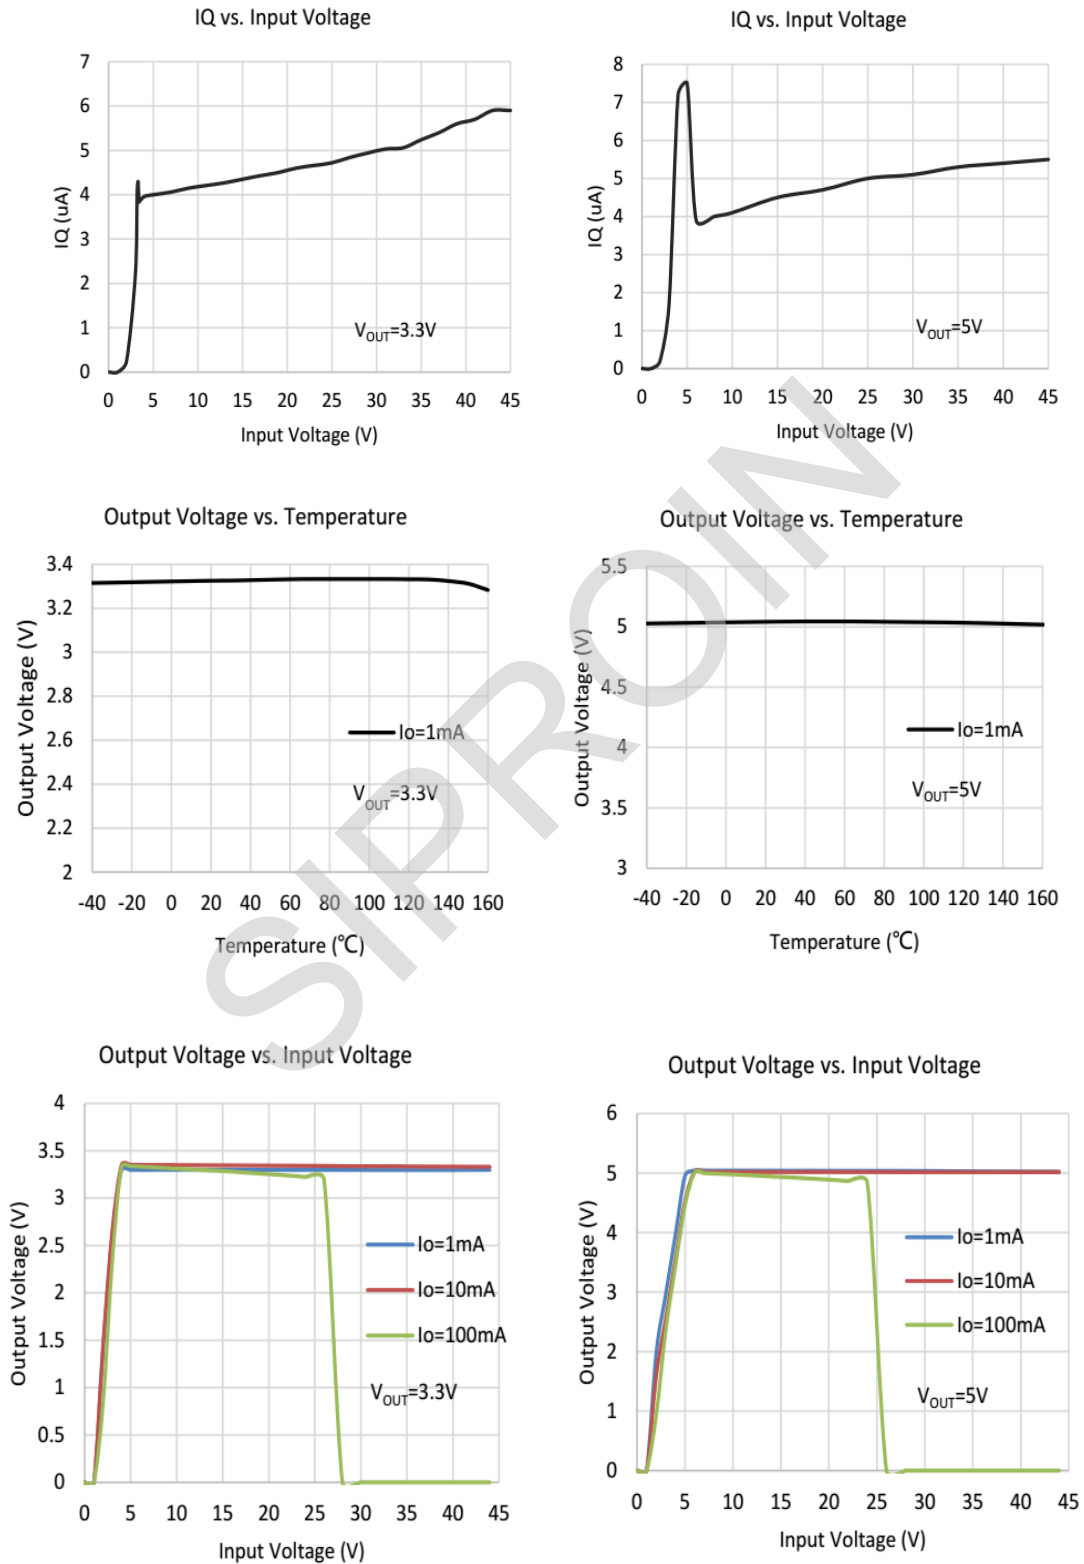 IQ vs. Input Voltage
7
6
5
4
3
2
1
0
IQ (uA)
V_OUT=3.3V
0 5 10 15 20 25 30 35 40 45
Input Voltage (V)
IQ vs. Input Voltage
8
7
6
5
4
3
2
1
0
IQ (uA)
V_OUT=5V
0 5 10 15 20 25 30 35 40 45
Input Voltage (V)
Output Voltage vs. Temperature
3.4
3.2
3
2.8
2.6
2.4
2.2
2
Output Voltage (V)
Io=1mA
V_OUT=3.3V
-40 -20 0 20 40 60 80 100 120 140 160
Temperature (℃)
Output Voltage vs. Temperature
5.5
5
4.5
4
3.5
3
Output Voltage (V)
Io=1mA
V_OUT=5V
-40 -20 0 20 40 60 80 100 120 140 160
Temperature (℃)
Output Voltage vs. Input Voltage
4
3.5
3
2.5
2
1.5
1
0.5
0
Output Voltage (V)
Io=1mA
Io=10mA
Io=100mA
V_OUT=3.3V
0 5 10 15 20 25 30 35 40 45
Input Voltage (V)
Output Voltage vs. Input Voltage
6
5
4
3
2
1
0
Output Voltage (V)
Io=1mA
Io=10mA
Io=100mA
V_OUT=5V
0 5 10 15 20 25 30 35 40 45
Input Voltage (V)
SIPROIN